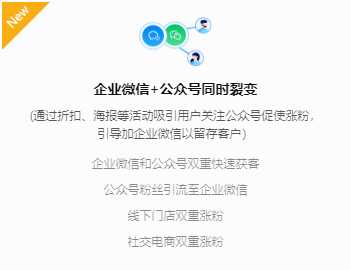 New
企业微信+公众号同时裂变
(通过折扣、海报等活动吸引用户关注公众号促使涨粉，
引导加企业微信以留存客户)
企业微信和公众号双重快速获客
公众号粉丝引流至企业微信
线下门店双重涨粉
社交电商双重涨粉